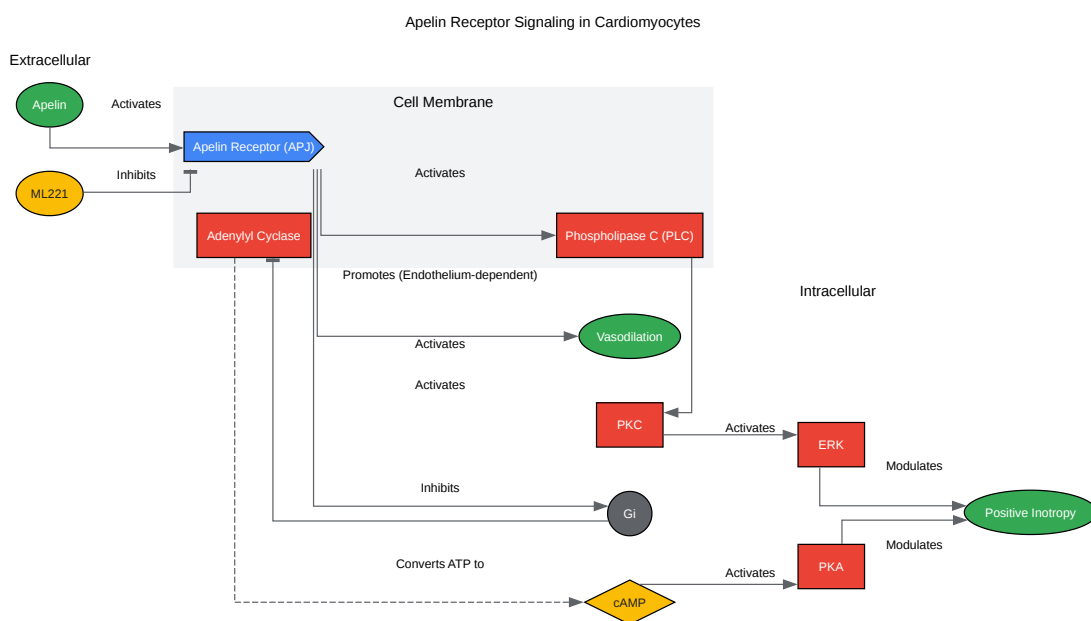 Apelin Receptor Signaling in Cardiomyocytes
Extracellular
Apelin
Activates
Cell Membrane
Apelin Receptor (APJ)
ML221
Inhibits
Activates
Adenylyl Cyclase
Phospholipase C (PLC)
Promotes (Endothelium-dependent)
Intracellular
Vasodilation
Activates
Activates
PKC
Activates
ERK
Modulates
Inhibits
Gi
Positive Inotropy
Modulates
Converts ATP to
Activates
PKA
cAMP